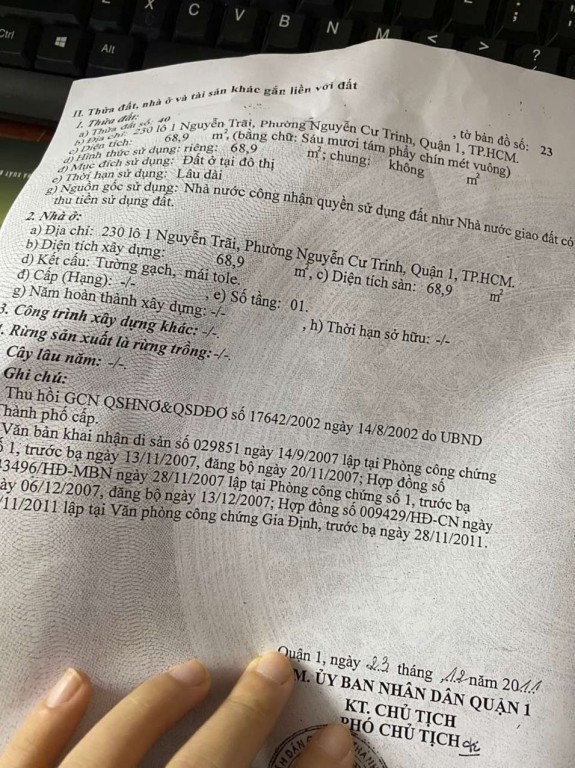 Ctrl
Alt
X
C
V
B
N
M
<
>
?
;
II. Thửa đất, nhà ở và tài sản khác gắn liền với đất
1. Thửa đất:
a) Thửa đất số: 40 , tờ bản đồ số: 23
b) Địa chỉ: 230 lô 1 Nguyễn Trãi, Phường Nguyễn Cư Trinh, Quận 1, TP.HCM.
c) Diện tích: 68,9 m², (bằng chữ: Sáu mươi tám phẩy chín mét vuông)
d) Hình thức sử dụng: riêng: 68,9 m²; chung: không m²
đ) Mục đích sử dụng: Đất ở tại đô thị
e) Thời hạn sử dụng: Lâu dài
g) Nguồn gốc sử dụng: Nhà nước công nhận quyền sử dụng đất như Nhà nước giao đất có
thu tiền sử dụng đất.
2. Nhà ở:
a) Địa chỉ: 230 lô 1 Nguyễn Trãi, Phường Nguyễn Cư Trinh, Quận 1, TP.HCM.
b) Diện tích xây dựng: 68,9 m², c) Diện tích sàn: 68,9 m²
d) Kết cấu: Tường gạch, mái tole.
đ) Cấp (Hạng): -/- , e) Số tầng: 01.
g) Năm hoàn thành xây dựng: -/- , h) Thời hạn sở hữu: -/-
3. Công trình xây dựng khác: -/-.
. Rừng sản xuất là rừng trồng: -/-.
Cây lâu năm: -/-.
Ghi chú:
Thu hồi GCN QSHNƠ&QSDĐƠ số 17642/2002 ngày 14/8/2002 do UBND
Thành phố cấp.
Văn bản khai nhận di sản số 029851 ngày 14/9/2007 lập tại Phòng công chứng
1, trước bạ ngày 13/11/2007, đăng bộ ngày 20/11/2007; Hợp đồng số
3496/HĐ-MBN ngày 28/11/2007 lập tại Phòng công chứng số 1, trước bạ
ày 06/12/2007, đăng bộ ngày 13/12/2007; Hợp đồng số 009429/HĐ-CN ngày
/11/2011 lập tại Văn phòng công chứng Gia Định, trước bạ ngày 28/11/2011.
Quận 1, ngày 23 tháng 12 năm 2011
M. ỦY BAN NHÂN DÂN QUẬN 1
KT. CHỦ TỊCH
PHÓ CHỦ TỊCH